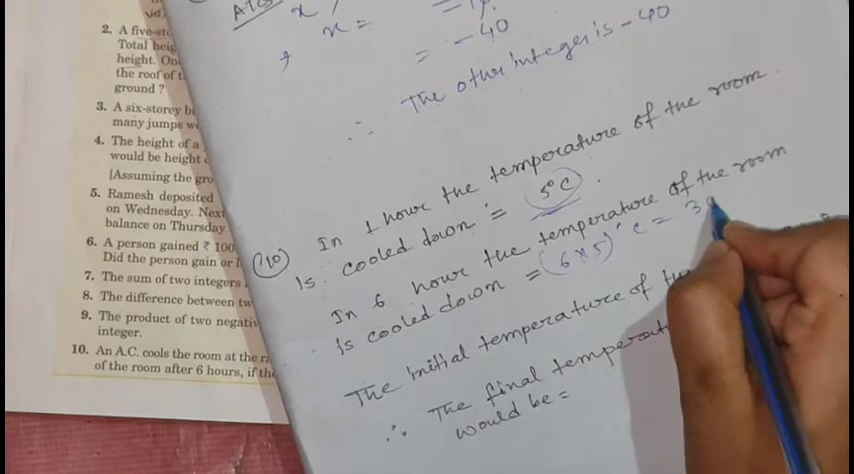 2. A five-sto
Total heig
height. On
the roof of t
ground ?
3. A six-storey b
many jumps w
4. The height of a
would be height
[Assuming the gro
5. Ramesh deposited
on Wednesday. Next
balance on Thursday
6. A person gained ₹ 100
Did the person gain or l
7. The sum of two integers
8. The difference between tw
9. The product of two negativ
integer.
10. An A.C. cools the room at the ra
of the room after 6 hours, if the
x =
= -40
∴ The other integer is -40
(10) In 1 hour the temperature of the room
is cooled down = 5°C.
In 6 hour the temperature of the room
is cooled down = (6×5)°C = 30
The initial temperature of the
∴ The final temperatu
would be =